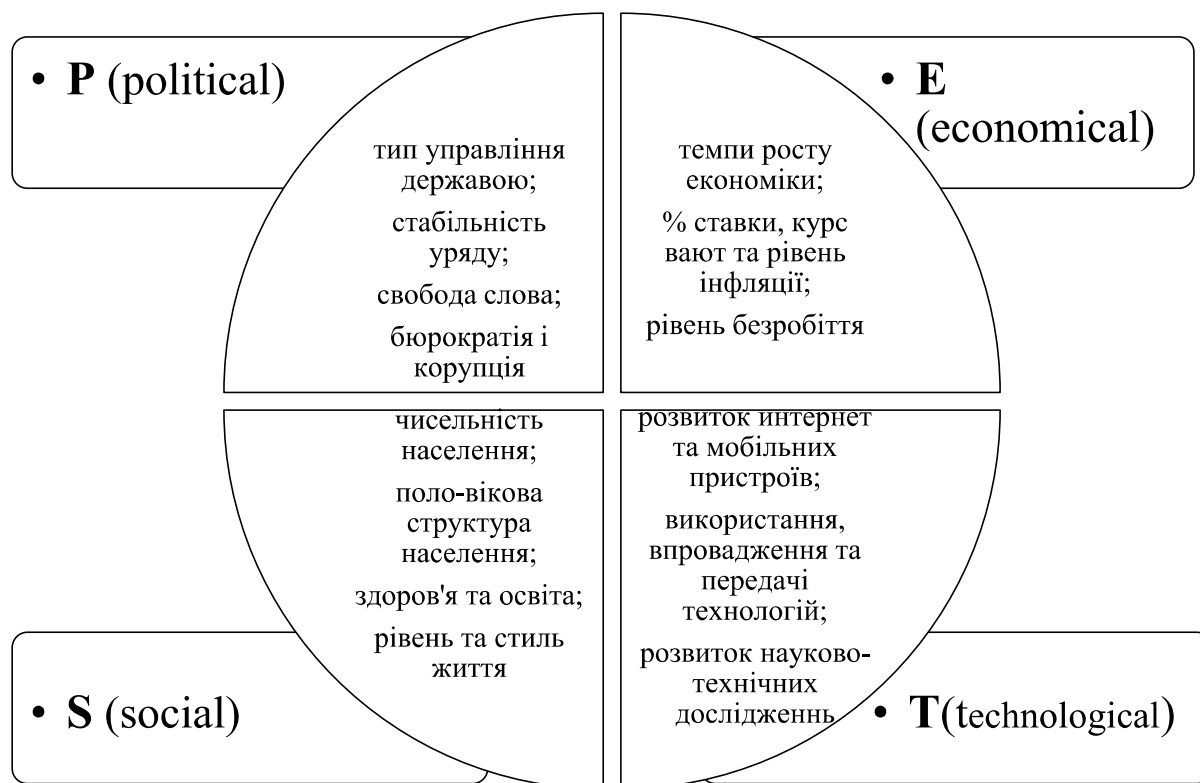 • P (political)
тип управління
державою;
стабільність
уряду;
свобода слова;
бюрократія і
корупція
• E
(economical)
темпи росту
економіки;
% ставки, курс
вают та рівень
інфляції;
рівень безробіття
чисельність
населення;
поло-вікова
структура
населення;
здоров'я та освіта;
рівень та стиль
життя
• S (social)
розвиток интернет
та мобільних
пристроїв;
використання,
впровадження та
передачі
технологій;
розвиток науково-
технічних
дослідженнь
• T(technological)